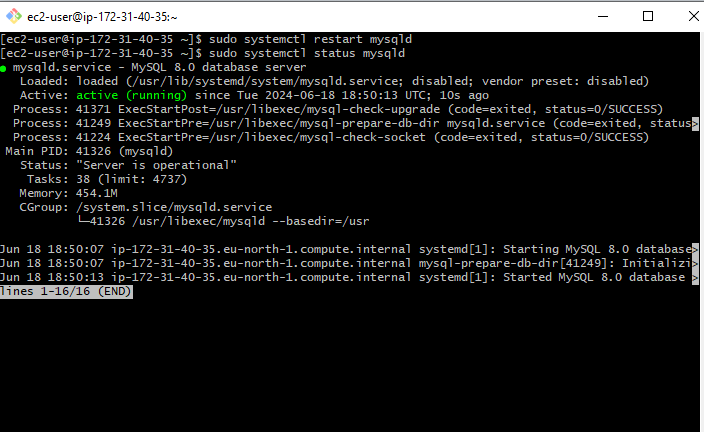 ec2-user@ip-172-31-40-35:~
[ec2-user@ip-172-31-40-35 ~]$ sudo systemctl restart mysqld
[ec2-user@ip-172-31-40-35 ~]$ sudo systemctl status mysqld
● mysqld.service - MySQL 8.0 database server
   Loaded: loaded (/usr/lib/systemd/system/mysqld.service; disabled; vendor preset: disabled)
   Active: active (running) since Tue 2024-06-18 18:50:13 UTC; 10s ago
  Process: 41371 ExecStartPost=/usr/libexec/mysql-check-upgrade (code=exited, status=0/SUCCESS)
  Process: 41249 ExecStartPre=/usr/libexec/mysql-prepare-db-dir mysqld.service (code=exited, status>
  Process: 41224 ExecStartPre=/usr/libexec/mysql-check-socket (code=exited, status=0/SUCCESS)
 Main PID: 41326 (mysqld)
   Status: "Server is operational"
    Tasks: 38 (limit: 4737)
   Memory: 454.1M
   CGroup: /system.slice/mysqld.service
           └─41326 /usr/libexec/mysqld --basedir=/usr
Jun 18 18:50:07 ip-172-31-40-35.eu-north-1.compute.internal systemd[1]: Starting MySQL 8.0 database>
Jun 18 18:50:07 ip-172-31-40-35.eu-north-1.compute.internal mysql-prepare-db-dir[41249]: Initializi>
Jun 18 18:50:13 ip-172-31-40-35.eu-north-1.compute.internal systemd[1]: Started MySQL 8.0 database >
lines 1-16/16 (END)